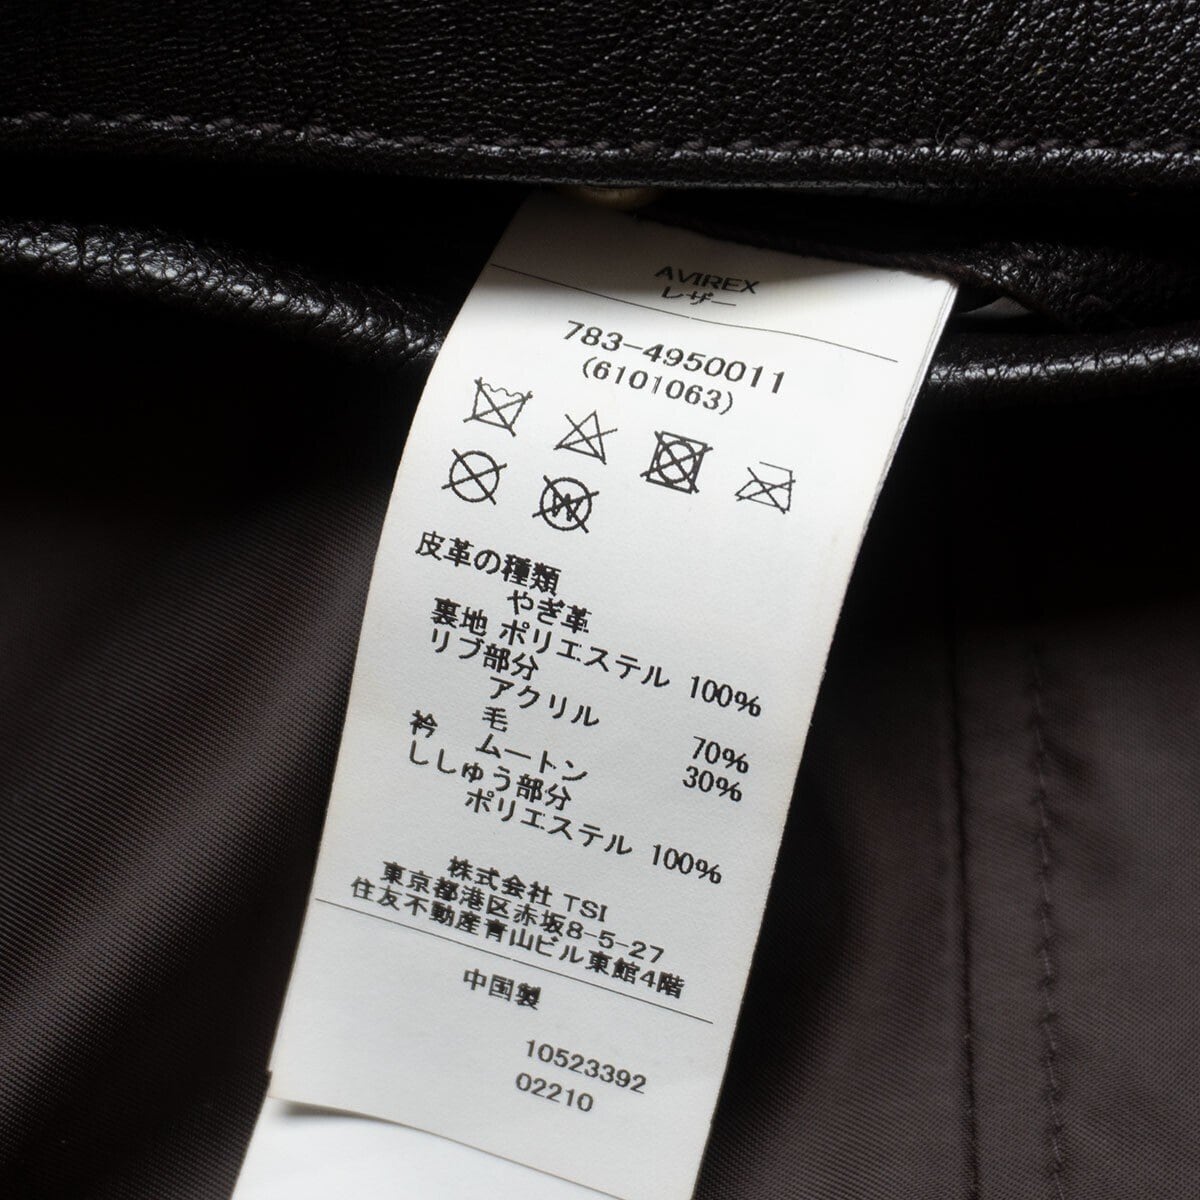 AVIREX
レザー
783-4950011
(6101063)
W
皮革の種類
やぎ革
裏地 ポリエステル 100%
リブ部分
アクリル 70%
毛 30%
衿 ムートン
ししゅう部分
ポリエステル 100%
株式会社 TSI
東京都港区赤坂8-5-27
住友不動産青山ビル東館4階
中国製
10523392
02210